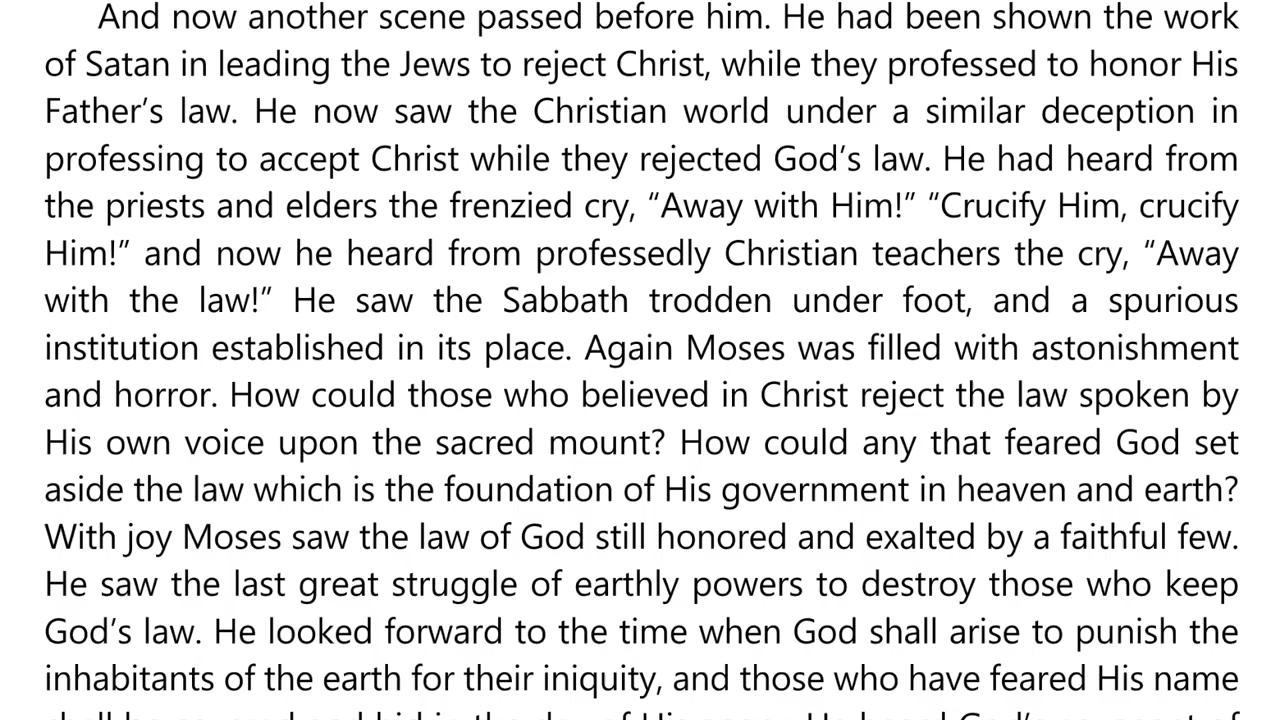 And now another scene passed before him. He had been shown the work
of Satan in leading the Jews to reject Christ, while they professed to honor His
Father’s law. He now saw the Christian world under a similar deception in
professing to accept Christ while they rejected God’s law. He had heard from
the priests and elders the frenzied cry, “Away with Him!” “Crucify Him, crucify
Him!” and now he heard from professedly Christian teachers the cry, “Away
with the law!” He saw the Sabbath trodden under foot, and a spurious
institution established in its place. Again Moses was filled with astonishment
and horror. How could those who believed in Christ reject the law spoken by
His own voice upon the sacred mount? How could any that feared God set
aside the law which is the foundation of His government in heaven and earth?
With joy Moses saw the law of God still honored and exalted by a faithful few.
He saw the last great struggle of earthly powers to destroy those who keep
God’s law. He looked forward to the time when God shall arise to punish the
inhabitants of the earth for their iniquity, and those who have feared His name